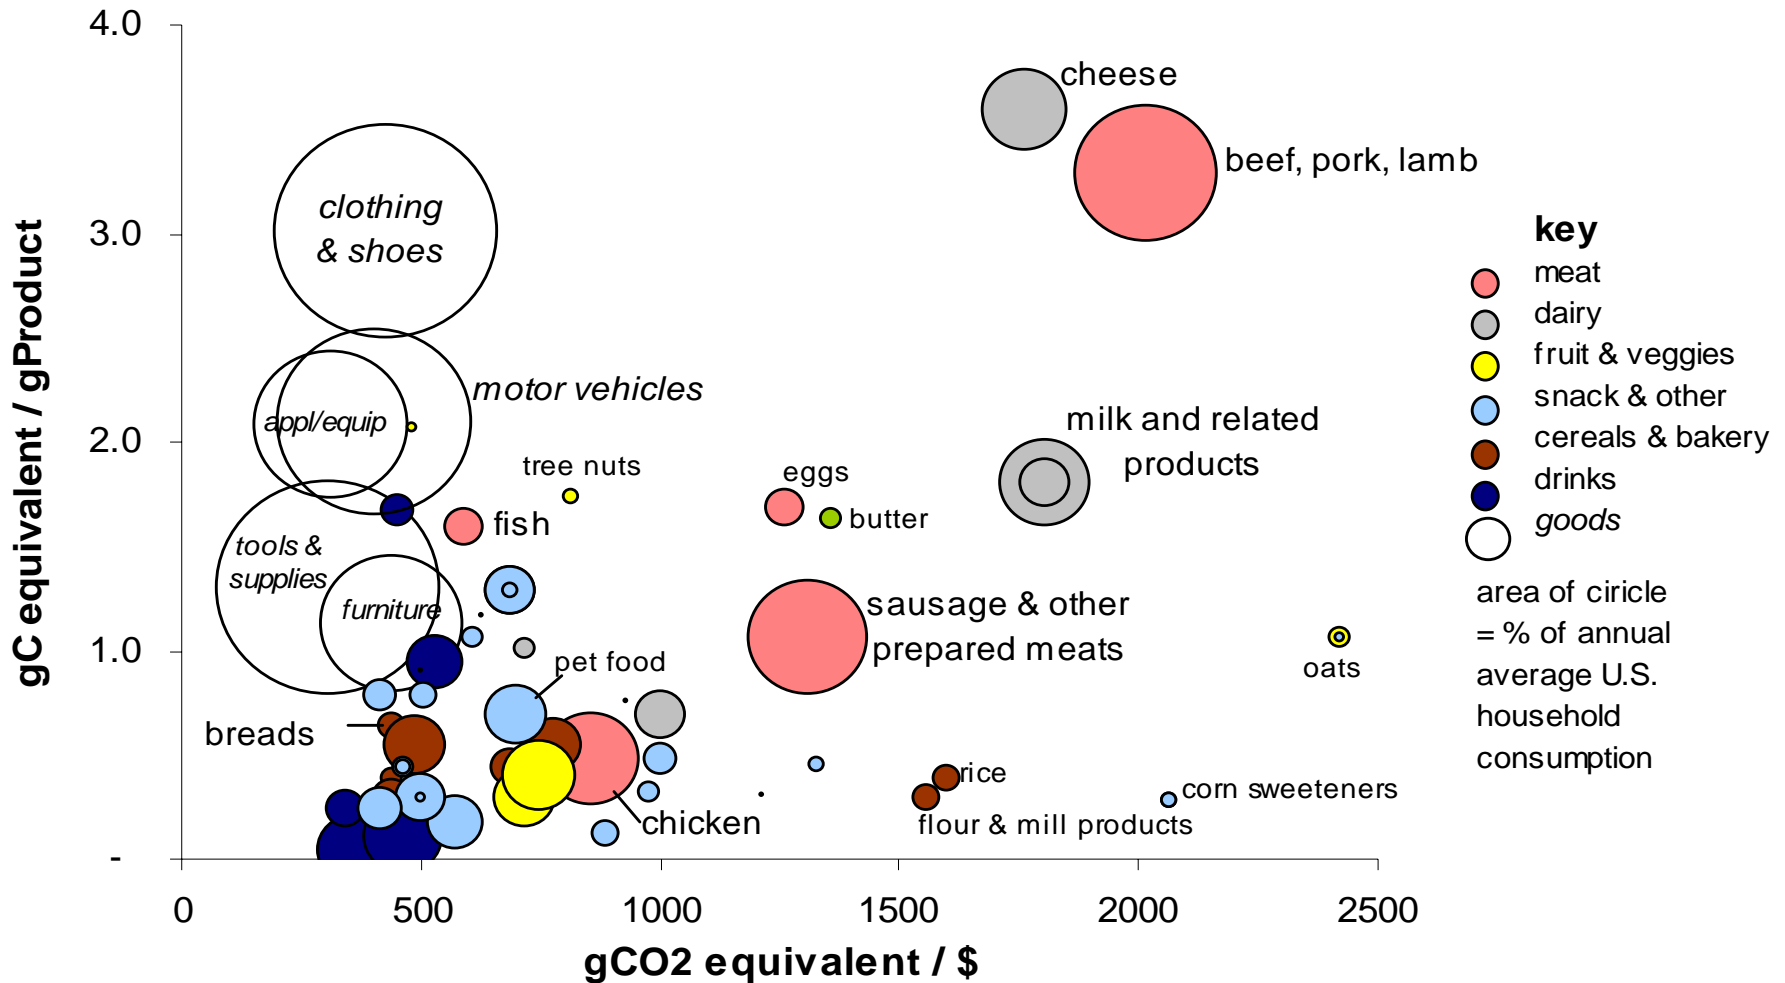 4.0
3.0
2.0
1.0
-
gC equivalent / gProduct
cheese
beef, pork, lamb
clothing
& shoes
motor vehicles
appl/equip
milk and related
products
tree nuts
eggs
butter
fish
tools &
supplies
furniture
sausage & other
prepared meats
oats
pet food
breads
rice
corn sweeteners
flour & mill products
chicken
0
500
1000
1500
2000
2500
gCO2 equivalent / $
key
meat
dairy
fruit & veggies
snack & other
cereals & bakery
drinks
goods
area of ciricle
= % of annual
average U.S.
household
consumption